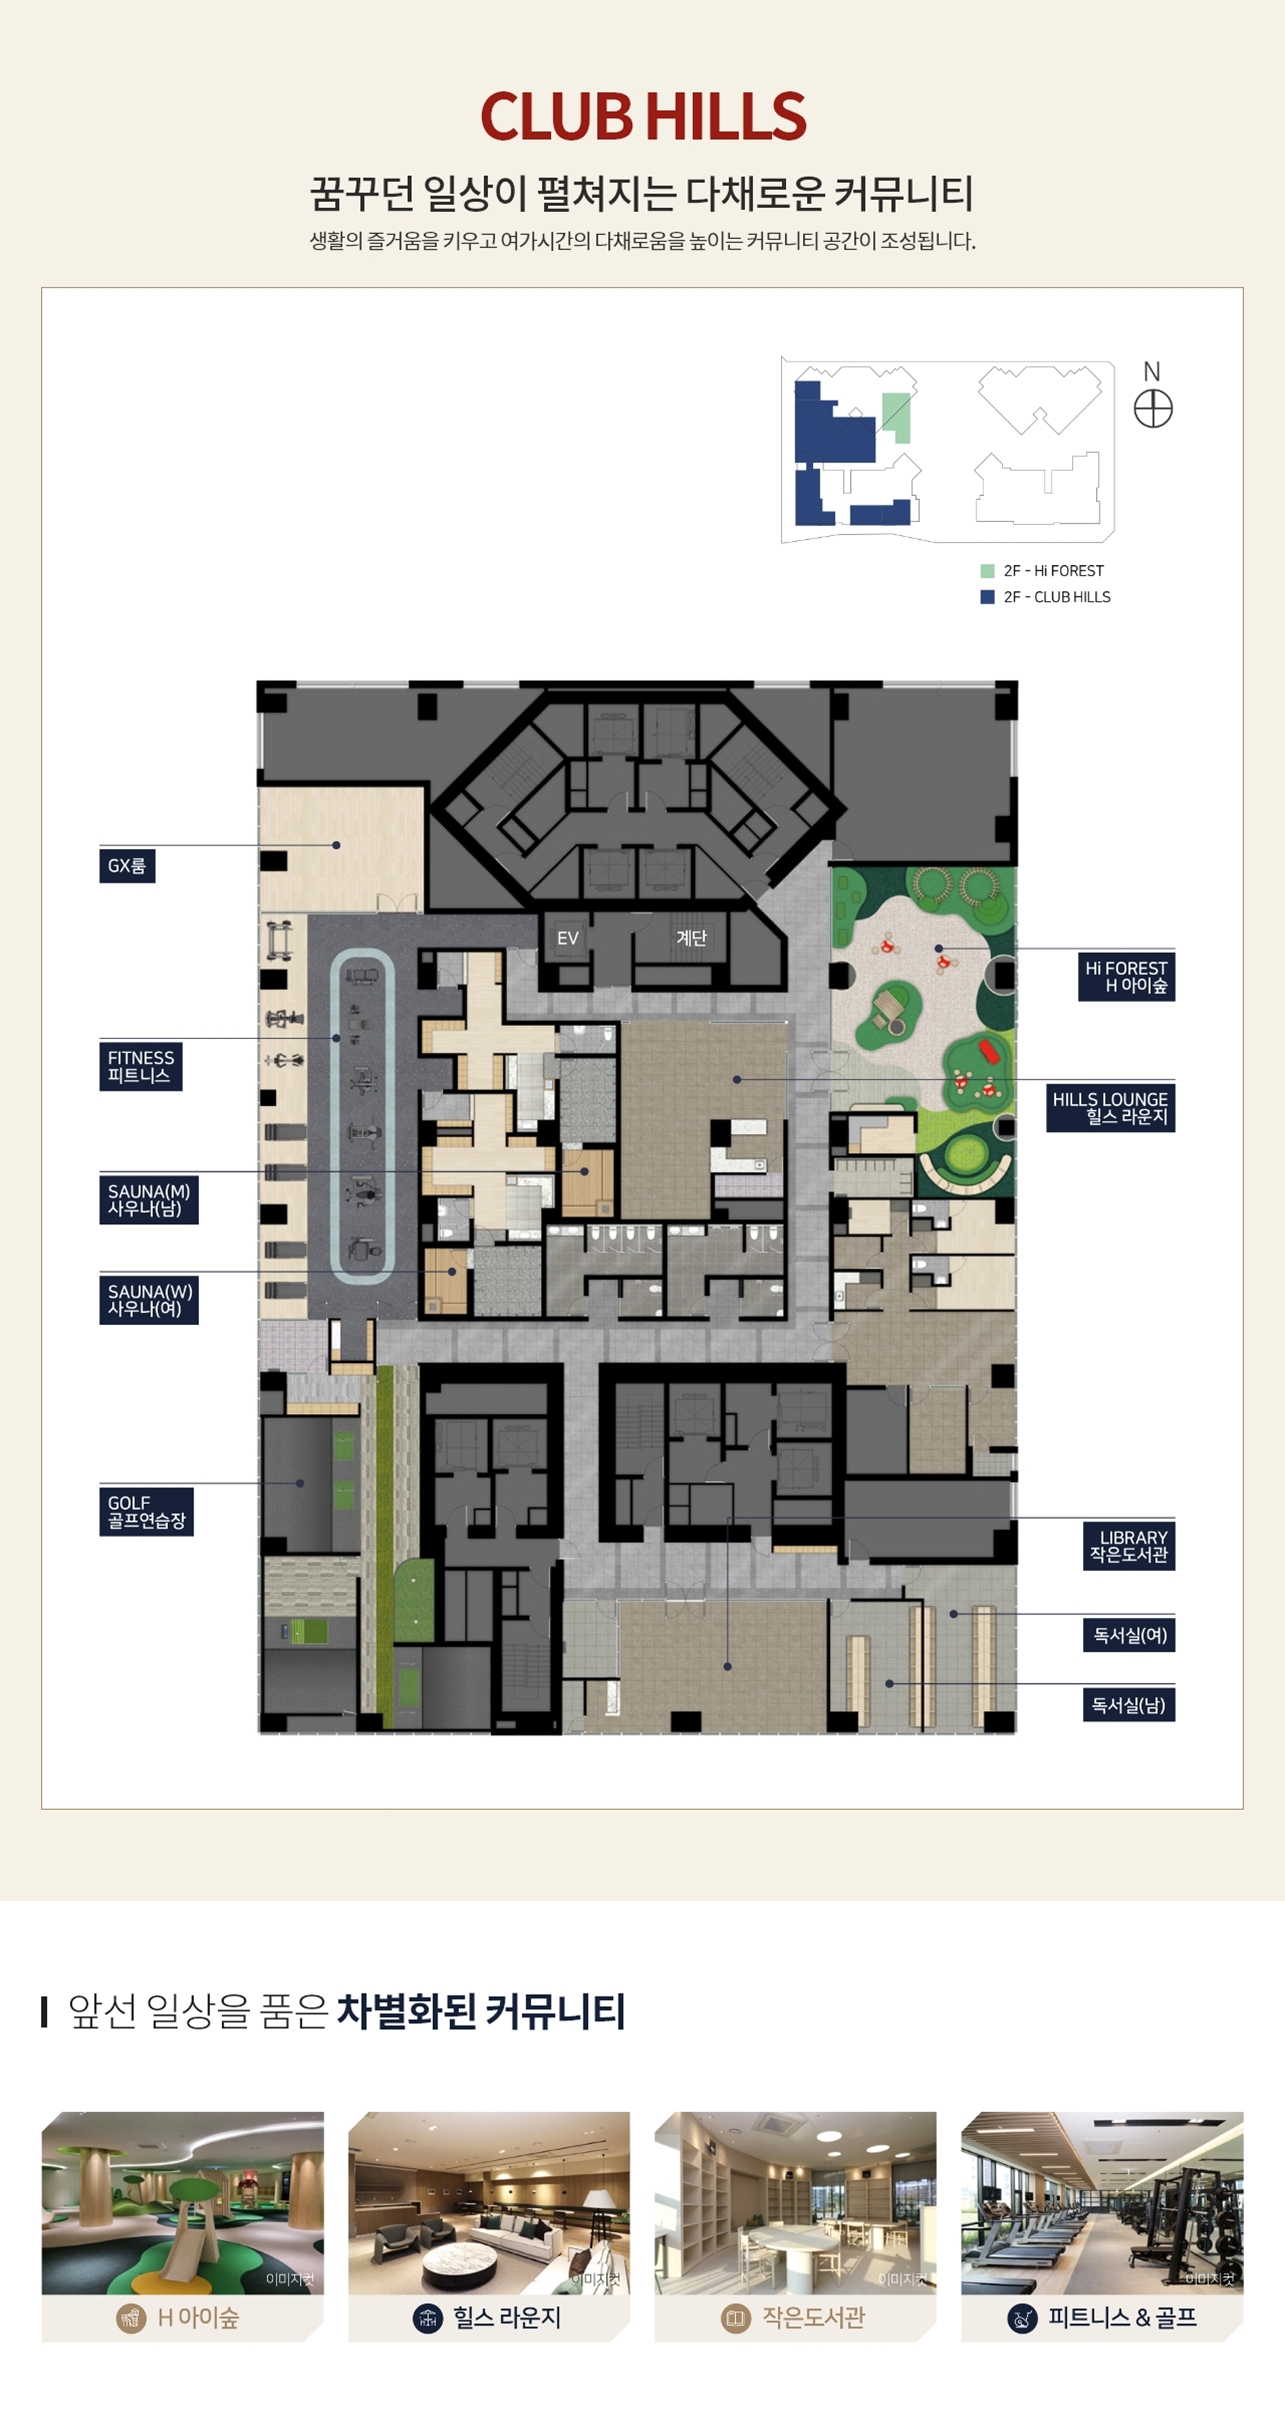 CLUB HILLS
꿈꾸던 일상이 펼쳐지는 다채로운 커뮤니티
생활의 즐거움을 키우고 여가시간의 다채로움을 높이는 커뮤니티 공간이 조성됩니다.
N
2F - Hi FOREST
2F - CLUB HILLS
GX룸
EV
계단
Hi FOREST
H 아이숲
FITNESS
피트니스
HILLS LOUNGE
힐스 라운지
SAUNA(M)
사우나(남)
SAUNA(W)
사우나(여)
GOLF
골프연습장
LIBRARY
작은도서관
독서실(여)
독서실(남)
앞선 일상을 품은 차별화된 커뮤니티
이미지컷
이미지컷
이미지컷
이미지컷
H 아이숲
힐스 라운지
작은도서관
피트니스 & 골프